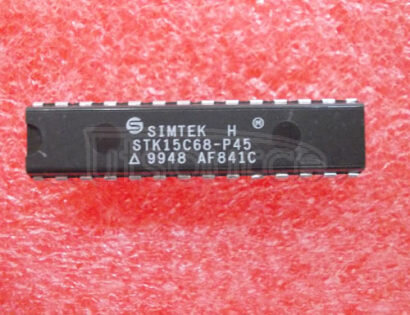 SIMTEK H Ⓜ
STK15C68-P45
△ 9948 AF841C